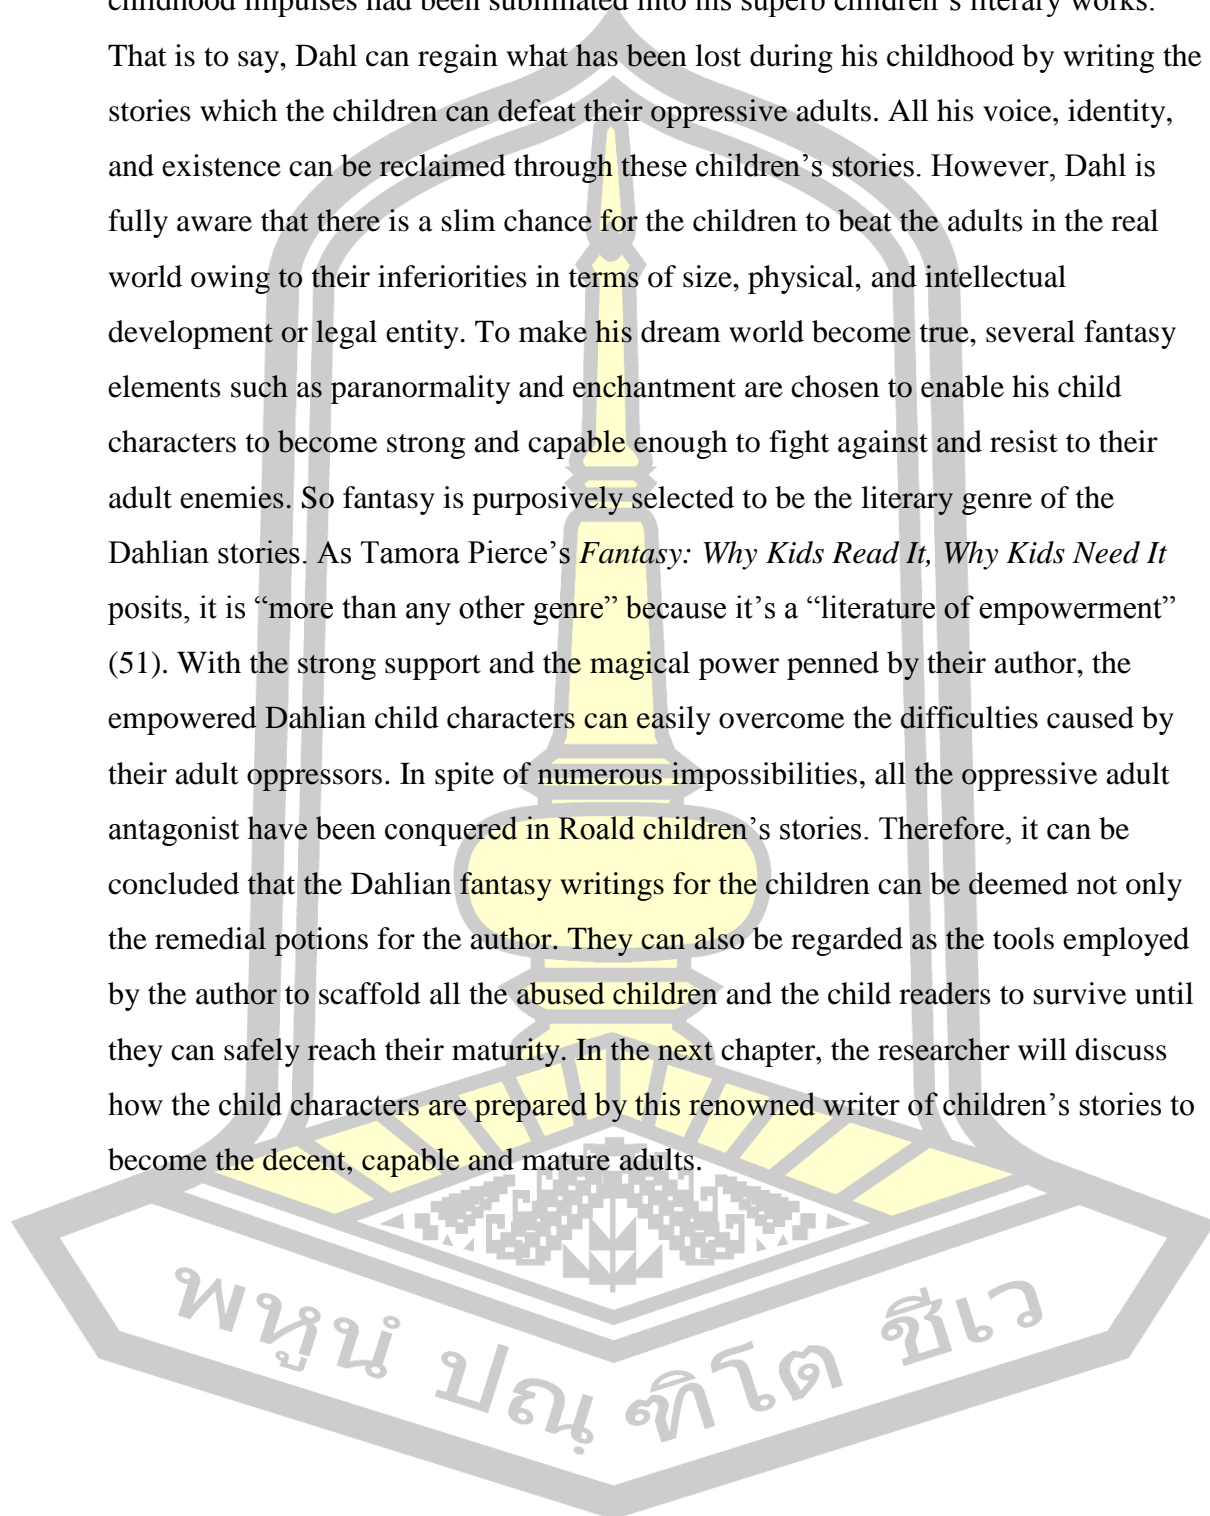 childhood impulses had been sublimated into his superb children’s literary works.
That is to say, Dahl can regain what has been lost during his childhood by writing the
stories which the children can defeat their oppressive adults. All his voice, identity,
and existence can be reclaimed through these children’s stories. However, Dahl is
fully aware that there is a slim chance for the children to beat the adults in the real
world owing to their inferiorities in terms of size, physical, and intellectual
development or legal entity. To make his dream world become true, several fantasy
elements such as paranormality and enchantment are chosen to enable his child
characters to become strong and capable enough to fight against and resist to their
adult enemies. So fantasy is purposively selected to be the literary genre of the
Dahlian stories. As Tamora Pierce’s Fantasy: Why Kids Read It, Why Kids Need It
posits, it is “more than any other genre” because it’s a “literature of empowerment”
(51). With the strong support and the magical power penned by their author, the
empowered Dahlian child characters can easily overcome the difficulties caused by
their adult oppressors. In spite of numerous impossibilities, all the oppressive adult
antagonist have been conquered in Roald children’s stories. Therefore, it can be
concluded that the Dahlian fantasy writings for the children can be deemed not only
the remedial potions for the author. They can also be regarded as the tools employed
by the author to scaffold all the abused children and the child readers to survive until
they can safely reach their maturity. In the next chapter, the researcher will discuss
how the child characters are prepared by this renowned writer of children’s stories to
become the decent, capable and mature adults.
พหูนํ ปณฺฑิโต ชีเว